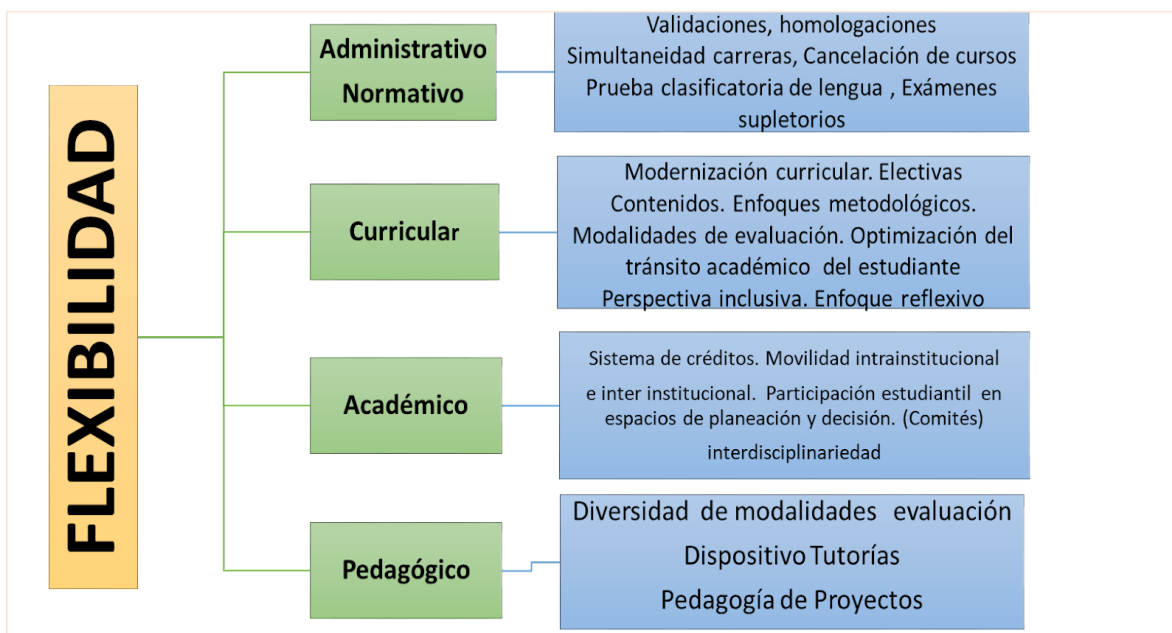 FLEXIBILIDAD
Administrativo
Normativo
Validaciones, homologaciones
Simultaneidad carreras, Cancelación de cursos
Prueba clasificatoria de lengua , Exámenes
supletorios
Curricular
Modernización curricular. Electivas
Contenidos. Enfoques metodológicos.
Modalidades de evaluación. Optimización del
tránsito académico del estudiante
Perspectiva inclusiva. Enfoque reflexivo
Académico
Sistema de créditos. Movilidad intrainstitucional
e inter institucional. Participación estudiantil en
espacios de planeación y decisión. (Comités)
interdisciplinariedad
Pedagógico
Diversidad de modalidades evaluación
Dispositivo Tutorías
Pedagogía de Proyectos